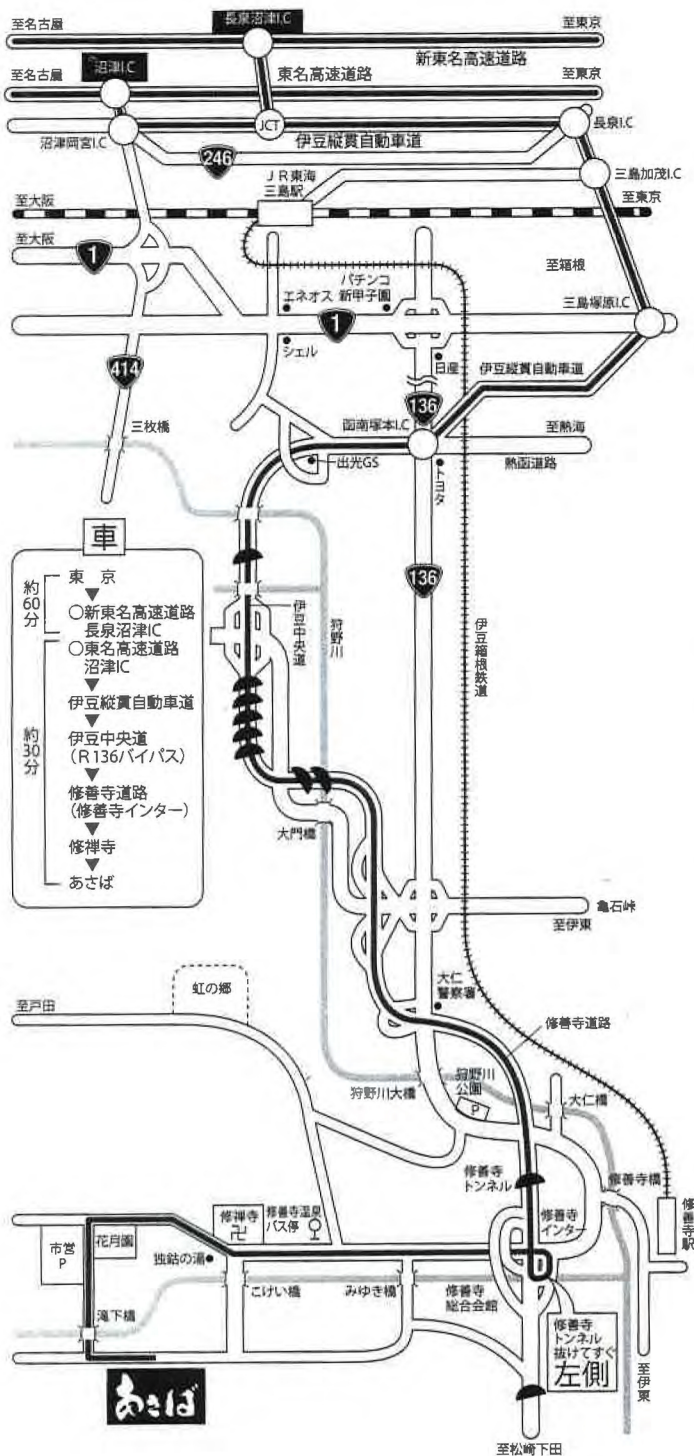 至名古屋
長泉沼津I.C
至東京
新東名高速道路
至名古屋
沼津I.C
東名高速道路
至東京
沼津岡宮I.C
JCT
伊豆縦貫自動車道
長泉I.C
246
JR東海
三島駅
三島加茂I.C
至大阪
至東京
至大阪
1
至箱根
パチンコ
新甲子園
エネオス
三島塚原I.C
1
シェル
日産
伊豆縦貫自動車道
414
136
三枚橋
函南塚本I.C
至熱海
出光GS
トヨタ
熱函道路
車
約60分
東 京
▼
○新東名高速道路
長泉沼津IC
約30分
○東名高速道路
沼津IC
▼
伊豆縦貫自動車道
▼
伊豆中央道
(R136バイパス)
▼
修善寺道路
(修善寺インター)
▼
修禅寺
▼
あさば
136
伊豆中央道
狩野川
伊豆箱根鉄道
大門橋
亀石峠
至伊東
大仁
警察署
虹の郷
至戸田
修善寺道路
狩野川大橋
狩野川
公園
P
大仁橋
修善寺
トンネル
修善寺橋
修善寺駅
修禅寺
卍
修善寺温泉
バス停
修善寺
インター
市営
P
花月園
独鈷の湯
こけい橋
みゆき橋
修善寺
総合会館
滝下橋
修善寺
トンネル
抜けてすぐ
左側
至伊東
あさば
至松崎下田